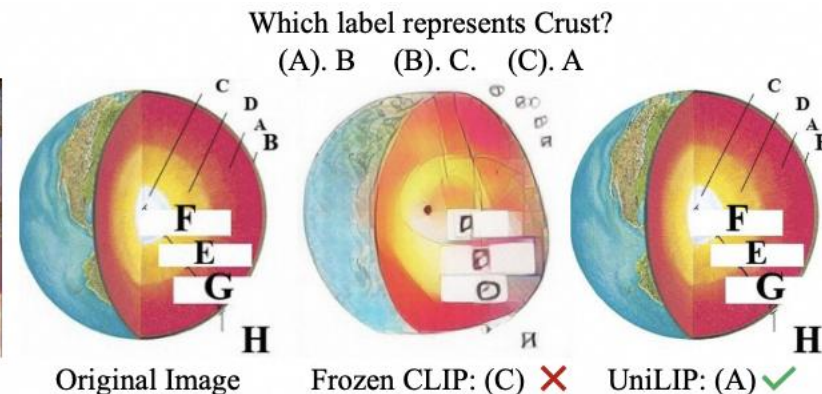 Which label represents Crust?
(A). B (B). C. (C). A
C
D
A
B
F
E
G
H
C
D
A
F
E
G
H
Original Image
Frozen CLIP: (C) ✗
UniLIP: (A) ✓